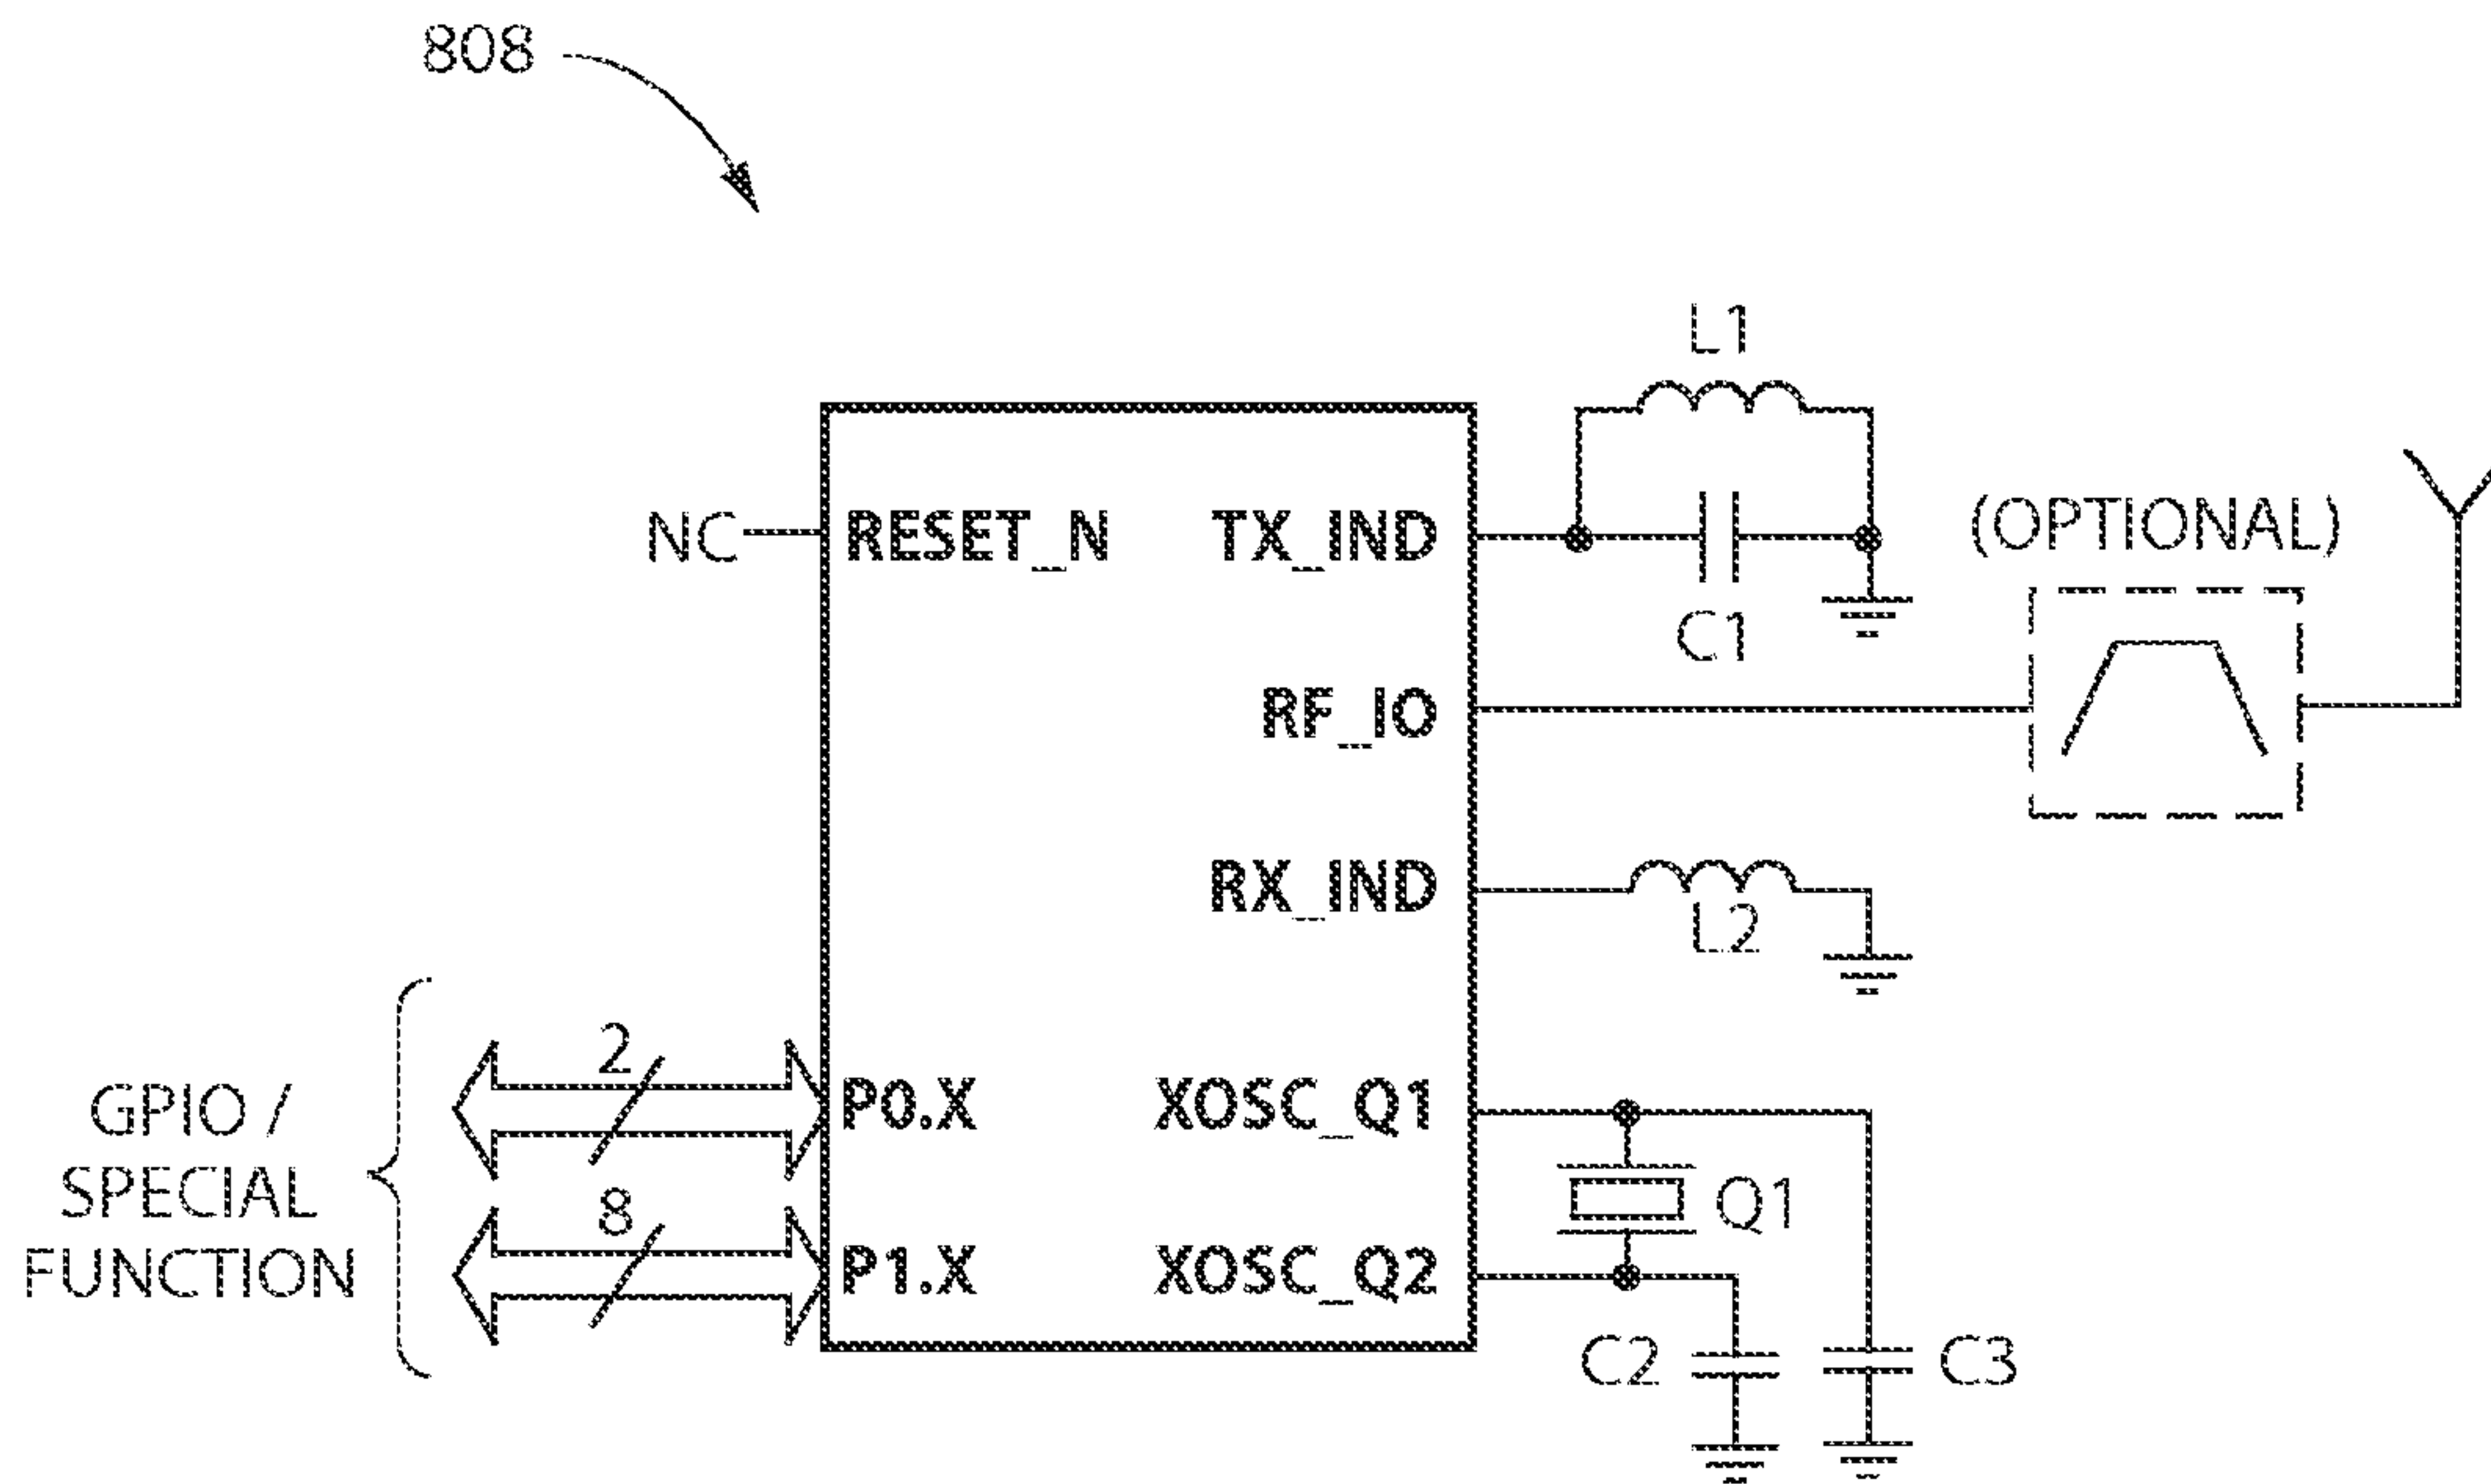 808
L1
NC
RESET_N
TX_IND
(OPTIONAL)
C1
RF_IO
RX_IND
L2
2
GPIO /
SPECIAL
FUNCTION
P0.X
XOSC_Q1
8
Q1
P1.X
XOSC_Q2
C2
C3